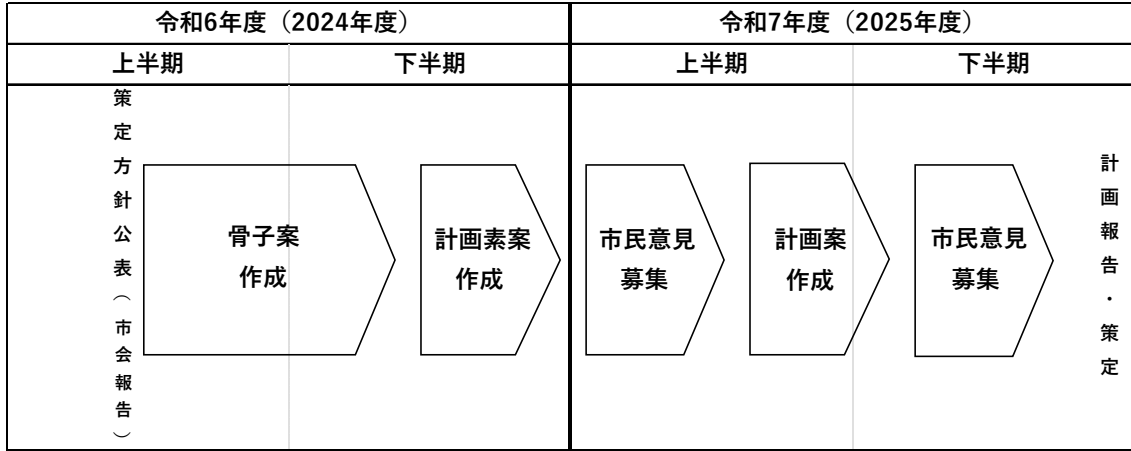 令和6年度（2024年度）
令和7年度（2025年度）
上半期
下半期
上半期
下半期
策定方針公表（市会報告）
骨子案
作成
計画素案
作成
市民意見
募集
計画案
作成
市民意見
募集
計画報告・策定